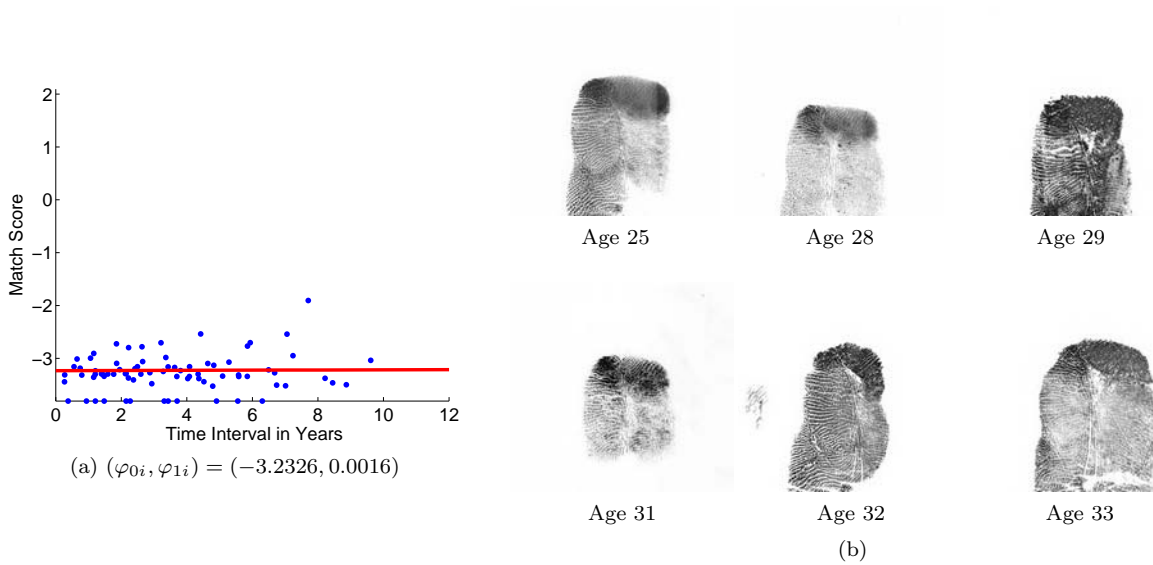 2
1
0
−1
−2
−3
Match Score
0 2 4 6 8 10 12
Time Interval in Years
(a) (φ0i, φ1i) = (−3.2326, 0.0016)
Age 25 Age 28 Age 29
Age 31 Age 32 Age 33
(b)